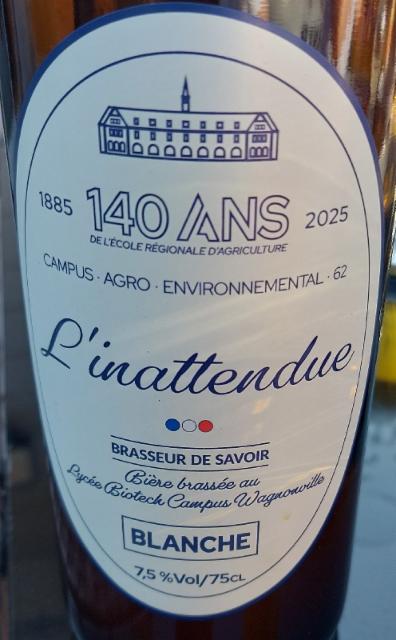 1885 140 ANS 2025
DE L'ÉCOLE RÉGIONALE D'AGRICULTURE
CAMPUS · AGRO · ENVIRONNEMENTAL · 62
L'inattendue
BRASSEUR DE SAVOIR
Bière brassée au
Lycée Biotech Campus Wagnonville
BLANCHE
7,5 %Vol/75CL